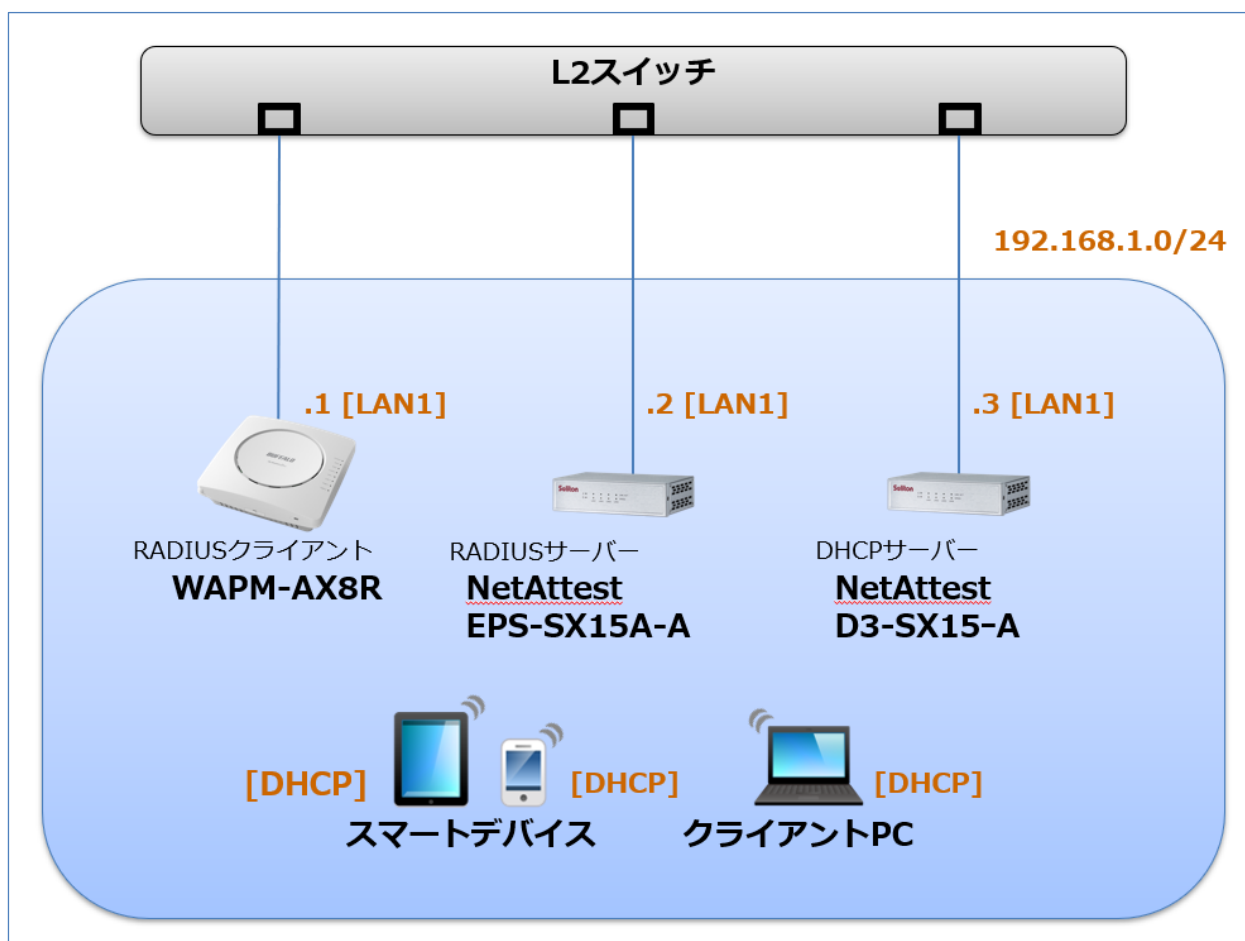 L2スイッチ
192.168.1.0/24
.1 [LAN1]
.2 [LAN1]
.3 [LAN1]
BUFFALO
Soliton
Soliton
RADIUSクライアント
WAPM-AX8R
RADIUSサーバー
NetAttest
EPS-SX15A-A
DHCPサーバー
NetAttest
D3-SX15-A
[DHCP]
[DHCP]
[DHCP]
スマートデバイス
クライアントPC